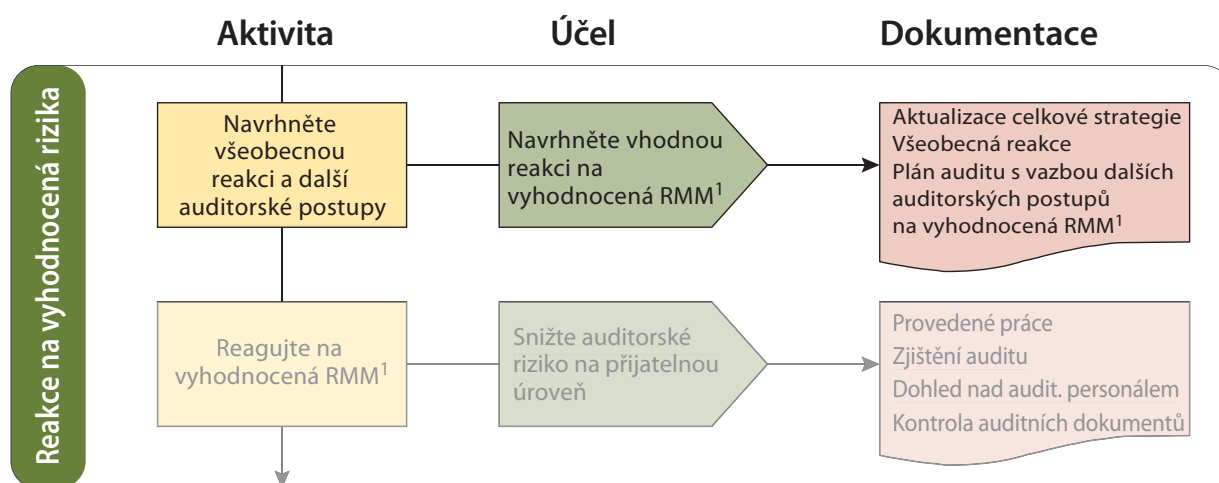 Aktivita
Účel
Dokumentace
Reakce na vyhodnocená rizika
Navrhněte
všeobecnou
reakci a další
auditorské postupy
Navrhněte vhodnou
reakci na
vyhodnocená RMM¹
Aktualizace celkové strategie
Všeobecná reakce
Plán auditu s vazbou dalších
auditorských postupů
na vyhodnocená RMM¹
Reagujte na
vyhodnocená RMM¹
Snižte auditorské
riziko na přijatelnou
úroveň
Provedené práce
Zjištění auditu
Dohled nad audit. personálem
Kontrola auditních dokumentů